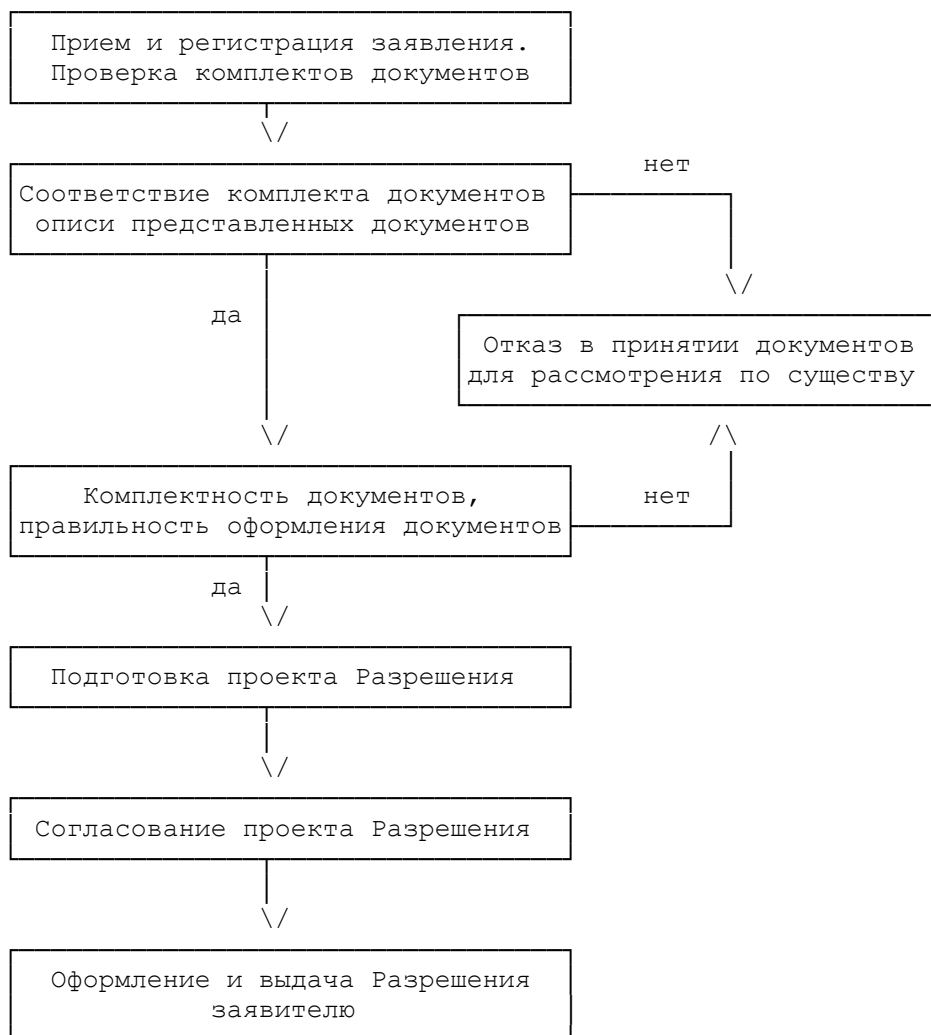 Прием и регистрация заявления.
Проверка комплектов документов
нет
Соответствие комплекта документов
описи представленных документов
да
Отказ в принятии документов
для рассмотрения по существу
Комплектность документов,
правильность оформления документов
нет
да
Подготовка проекта Разрешения
Согласование проекта Разрешения
Оформление и выдача Разрешения
заявителю